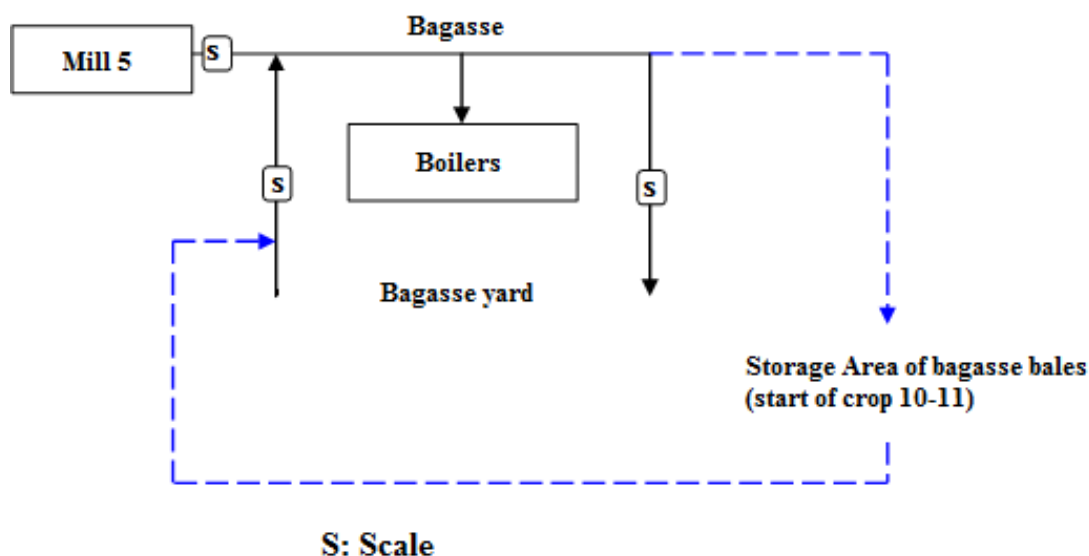 Bagasse
Mill 5
s
Boilers
s
s
Bagasse yard
Storage Area of bagasse bales
(start of crop 10-11)
S: Scale